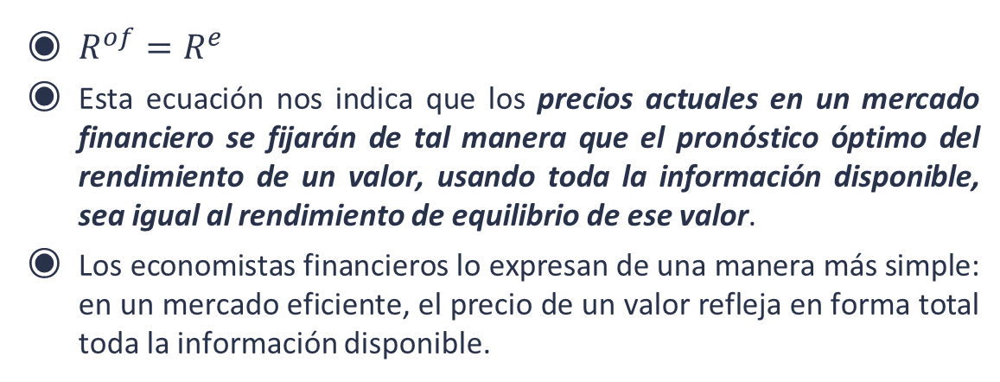 R^{of} = R^{e}
Esta ecuación nos indica que los precios actuales en un mercado
financiero se fijarán de tal manera que el pronóstico óptimo del
rendimiento de un valor, usando toda la información disponible,
sea igual al rendimiento de equilibrio de ese valor.
Los economistas financieros lo expresan de una manera más simple:
en un mercado eficiente, el precio de un valor refleja en forma total
toda la información disponible.